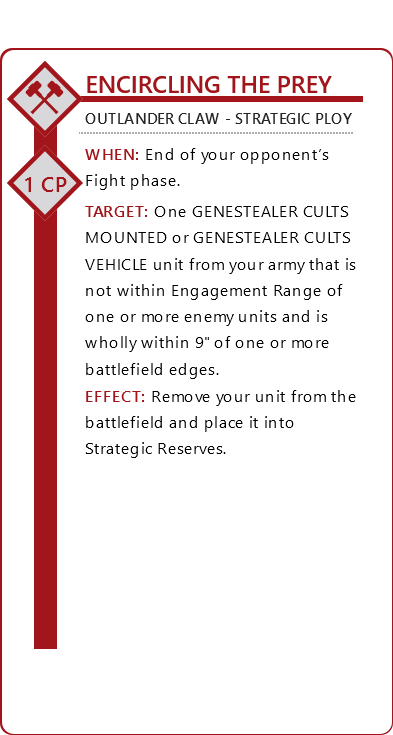 ENCIRCLING THE PREY
OUTLANDER CLAW - STRATEGIC PLOY
1 CP
WHEN: End of your opponent’s
Fight phase.
TARGET: One GENESTEALER CULTS
MOUNTED or GENESTEALER CULTS
VEHICLE unit from your army that is
not within Engagement Range of
one or more enemy units and is
wholly within 9" of one or more
battlefield edges.
EFFECT: Remove your unit from the
battlefield and place it into
Strategic Reserves.